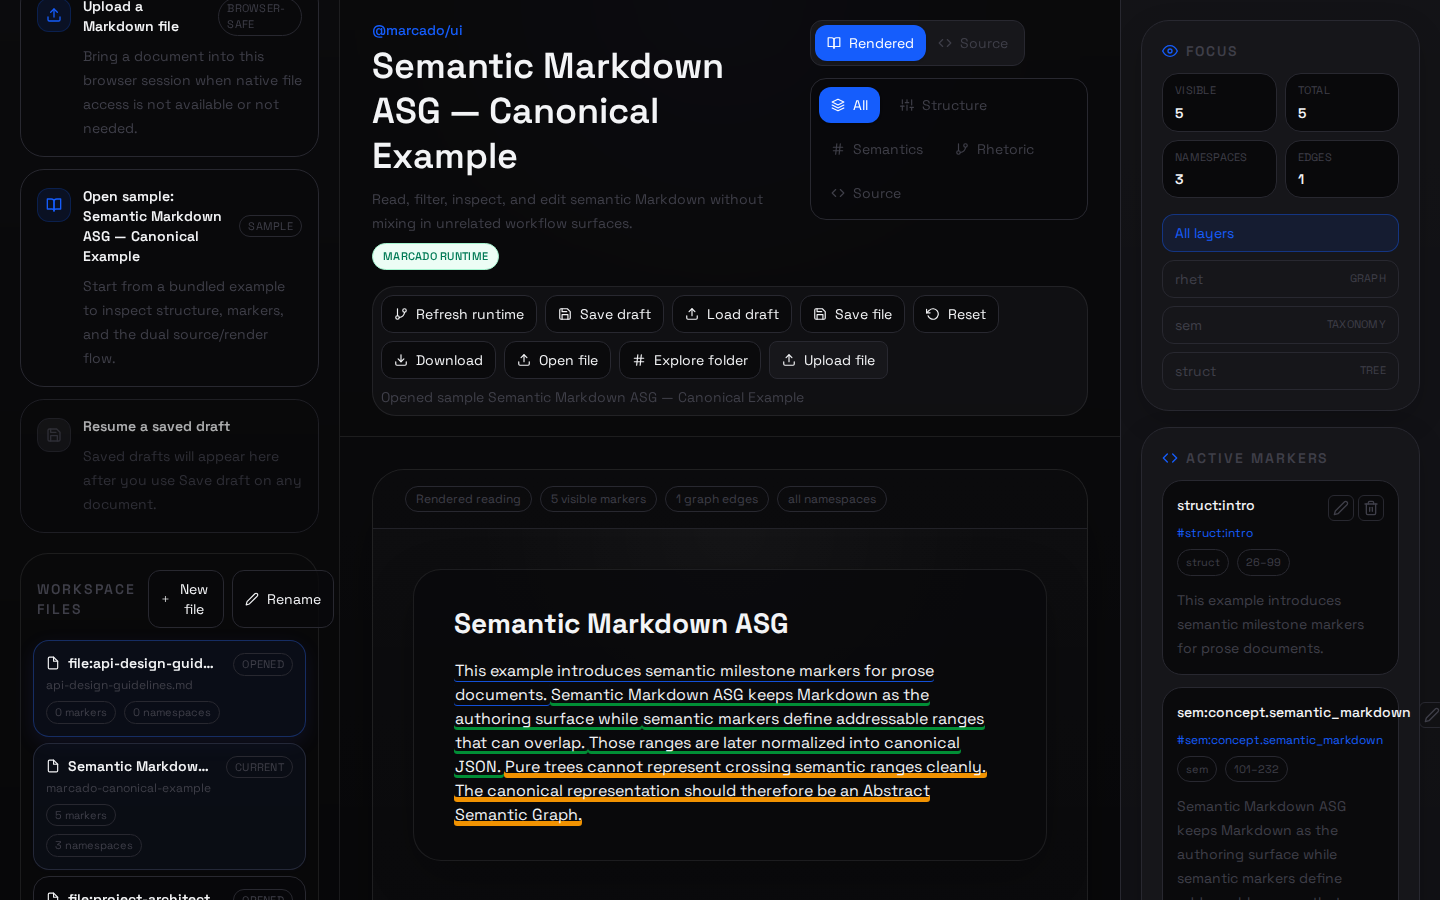 Upload a
Markdown file
BROWSER-
SAFE
Bring a document into this
browser session when native file
access is not available or not
needed.
Open sample:
Semantic Markdown
ASG — Canonical
Example
SAMPLE
Start from a bundled example
to inspect structure, markers,
and the dual source/render
flow.
Resume a saved draft
Saved drafts will appear here
after you use Save draft on any
document.
WORKSPACE
FILES
+ New
file
Rename
file:api-design-guid...
OPENED
api-design-guidelines.md
0 markers
0 namespaces
Semantic Markdow...
CURRENT
marcado-canonical-example
5 markers
3 namespaces
file:project-architect
OPENED
@marcado/ui
Semantic Markdown
ASG — Canonical
Example
Read, filter, inspect, and edit semantic Markdown without
mixing in unrelated workflow surfaces.
MARCADO RUNTIME
Rendered
Source
All
Structure
Semantics
Rhetoric
Source
Refresh runtime
Save draft
Load draft
Save file
Reset
Download
Open file
Explore folder
Upload file
Opened sample Semantic Markdown ASG — Canonical Example
Rendered reading
5 visible markers
1 graph edges
all namespaces
Semantic Markdown ASG
This example introduces semantic milestone markers for prose
documents. Semantic Markdown ASG keeps Markdown as the
authoring surface while semantic markers define addressable ranges
that can overlap. Those ranges are later normalized into canonical
JSON. Pure trees cannot represent crossing semantic ranges cleanly.
The canonical representation should therefore be an Abstract
Semantic Graph.
FOCUS
VISIBLE
5
TOTAL
5
NAMESPACES
3
EDGES
1
All layers
rhet
GRAPH
sem
TAXONOMY
struct
TREE
ACTIVE MARKERS
struct:intro
#struct:intro
struct
26–99
This example introduces
semantic milestone markers
for prose documents.
sem:concept.semantic_markdown
#sem:concept.semantic_markdown
sem
101–232
Semantic Markdown ASG
keeps Markdown as the
authoring surface while
semantic markers define